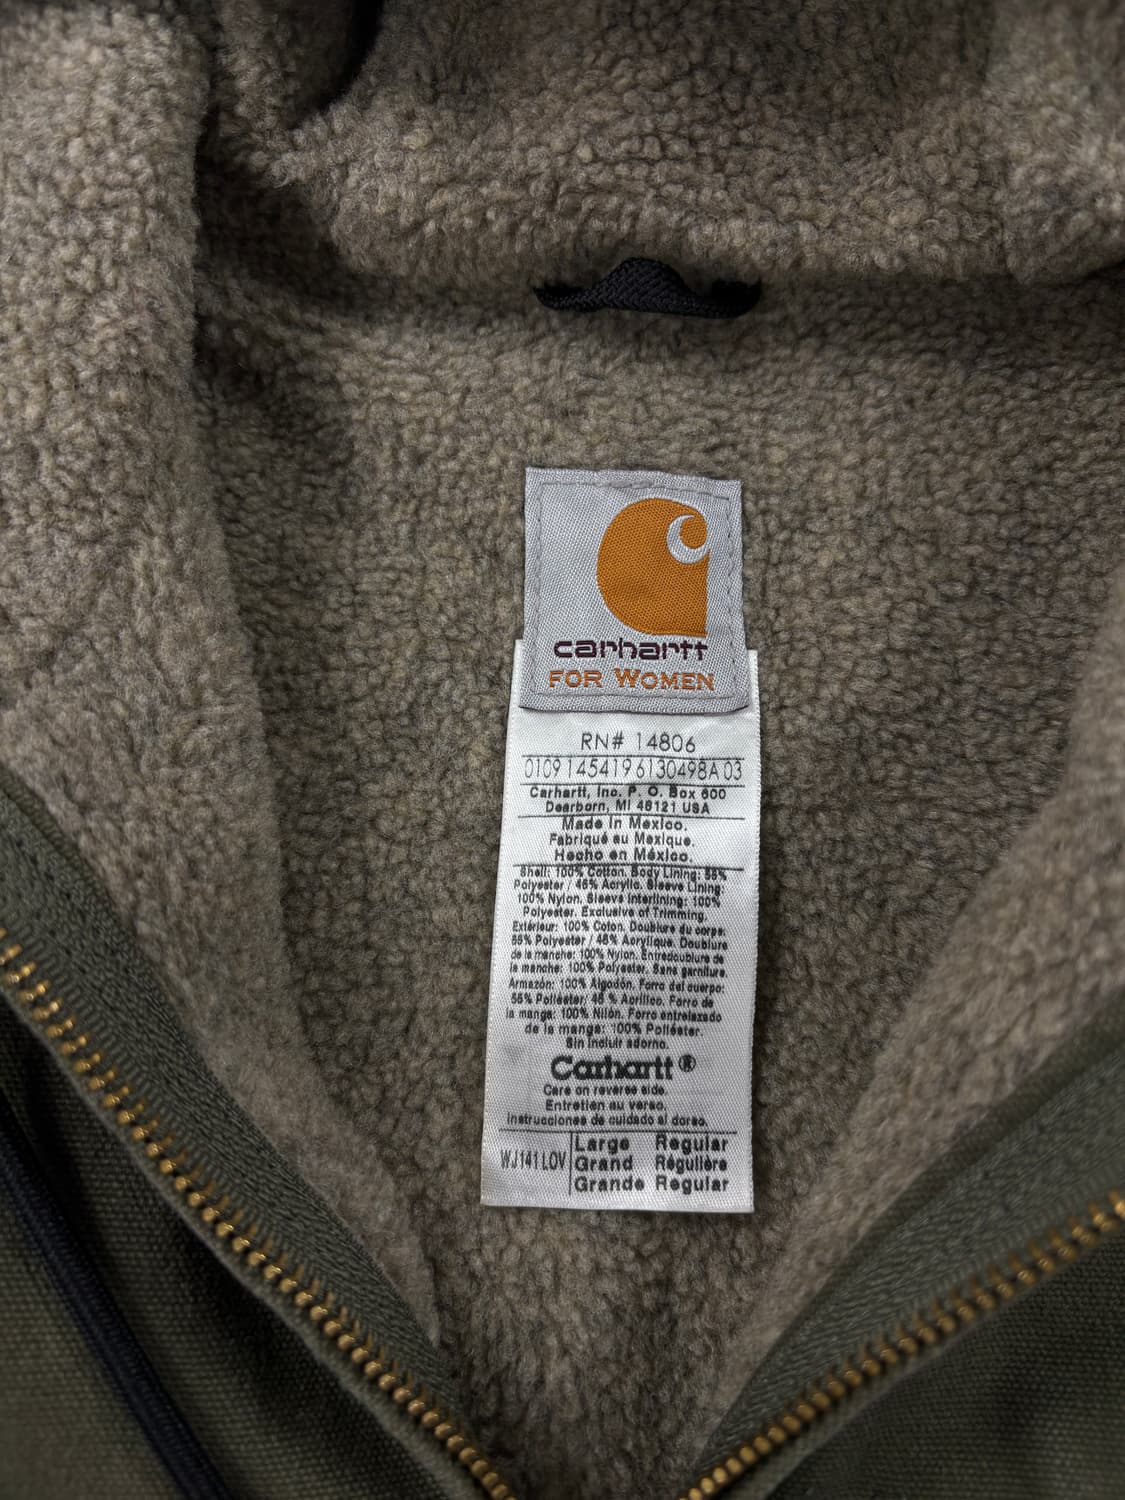 carhartt
FOR WOMEN
RN# 14806
0109 145419 6130498A 03
Carhartt, Inc. P. O. Box 600
Dearborn, MI 48121 USA
Made in Mexico.
Fabriqué au Mexique.
Hecho en México.
Shell: 100% Cotton. Body Lining: 55%
Polyester / 45% Acrylic. Sleeve Lining:
100% Nylon. Sleeve Interlining: 100%
Polyester. Exclusive of Trimming.
Extérieur: 100% Coton. Doublure du corps:
55% Polyester / 45% Acrylique. Doublure
de la manche: 100% Nylon. Entredoublure de
la manche: 100% Polyester. Sans garniture.
Armazón: 100% Algodón. Forro del cuerpo:
55% Poliéster/ 45 % Acrílico. Forro de
la manga: 100% Nilón. Forro entrelazado
de la manga: 100% Poliéster.
Sin incluir adorno.
Carhartt®
Care on reverse side.
Entretien au verso.
Instrucciones de cuidado al dorso.
WJ141 LOV Large Regular
Grand Régulière
Grande Regular